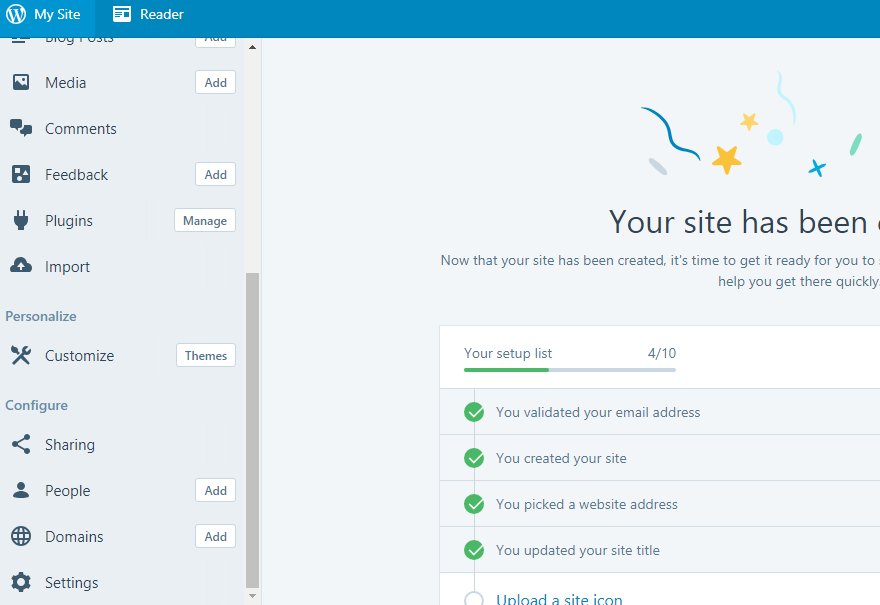 My Site
Reader
Blog Posts
Add
Media
Add
Comments
Feedback
Add
Plugins
Manage
Import
Personalize
Customize
Themes
Configure
Sharing
People
Add
Domains
Add
Settings
Your site has been
Now that your site has been created, it's time to get it ready for you to
help you get there quickly.
Your setup list
4/10
You validated your email address
You created your site
You picked a website address
You updated your site title
Upload a site icon